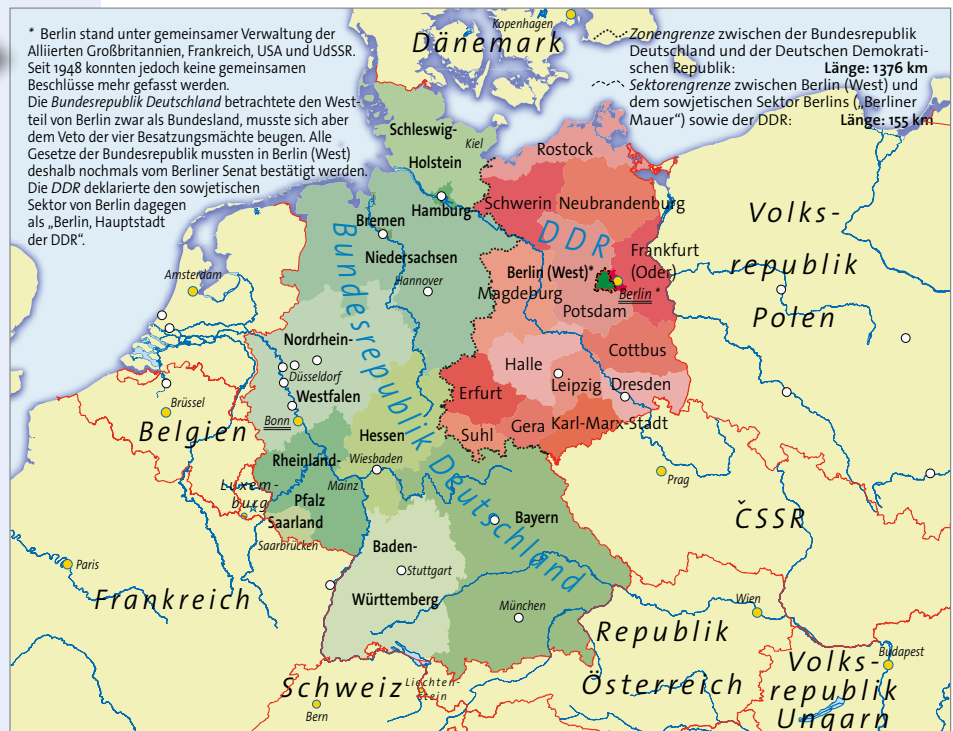 * Berlin stand unter gemeinsamer Verwaltung der
Alliierten Großbritannien, Frankreich, USA und UdSSR.
Seit 1948 konnten jedoch keine gemeinsamen
Beschlüsse mehr gefasst werden.
Die Bundesrepublik Deutschland betrachtete den West-
teil von Berlin zwar als Bundesland, musste sich aber
dem Veto der vier Besatzungsmächte beugen. Alle
Gesetze der Bundesrepublik mussten in Berlin (West)
deshalb nochmals vom Berliner Senat bestätigt werden.
Die DDR deklarierte den sowjetischen
Sektor von Berlin dagegen
als „Berlin, Hauptstadt
der DDR“.
Zonengrenze zwischen der Bundesrepublik
Deutschland und der Deutschen Demokrati-
schen Republik: Länge: 1376 km
Sektorengrenze zwischen Berlin (West) und
dem sowjetischen Sektor Berlins („Berliner
Mauer“) sowie der DDR: Länge: 155 km
Kopenhagen
Dänemark
Schleswig-
Kiel
Holstein
Rostock
Hamburg
Schwerin
Neubrandenburg
Bremen
Niedersachsen
Hannover
DDR
Frankfurt
(Oder)
Berlin (West)*
Berlin *
Magdeburg
Potsdam
Volks-
republik
Polen
Amsterdam
Nordrhein-
Düsseldorf
Westfalen
Bonn
Halle
Leipzig
Cottbus
Dresden
Erfurt
Suhl
Gera
Karl-Marx-Stadt
Brüssel
Belgien
Hessen
Wiesbaden
Rheinland-
Mainz
Pfalz
Luxem-
burg
Saarland
Saarbrücken
Bundesrepublik Deutschland
Prag
ČSSR
Bayern
Baden-
Stuttgart
Württemberg
München
Paris
Frankreich
Wien
Republik
Österreich
Budapest
Volks-
republik
Ungarn
Schweiz
Liechten-
stein
Bern